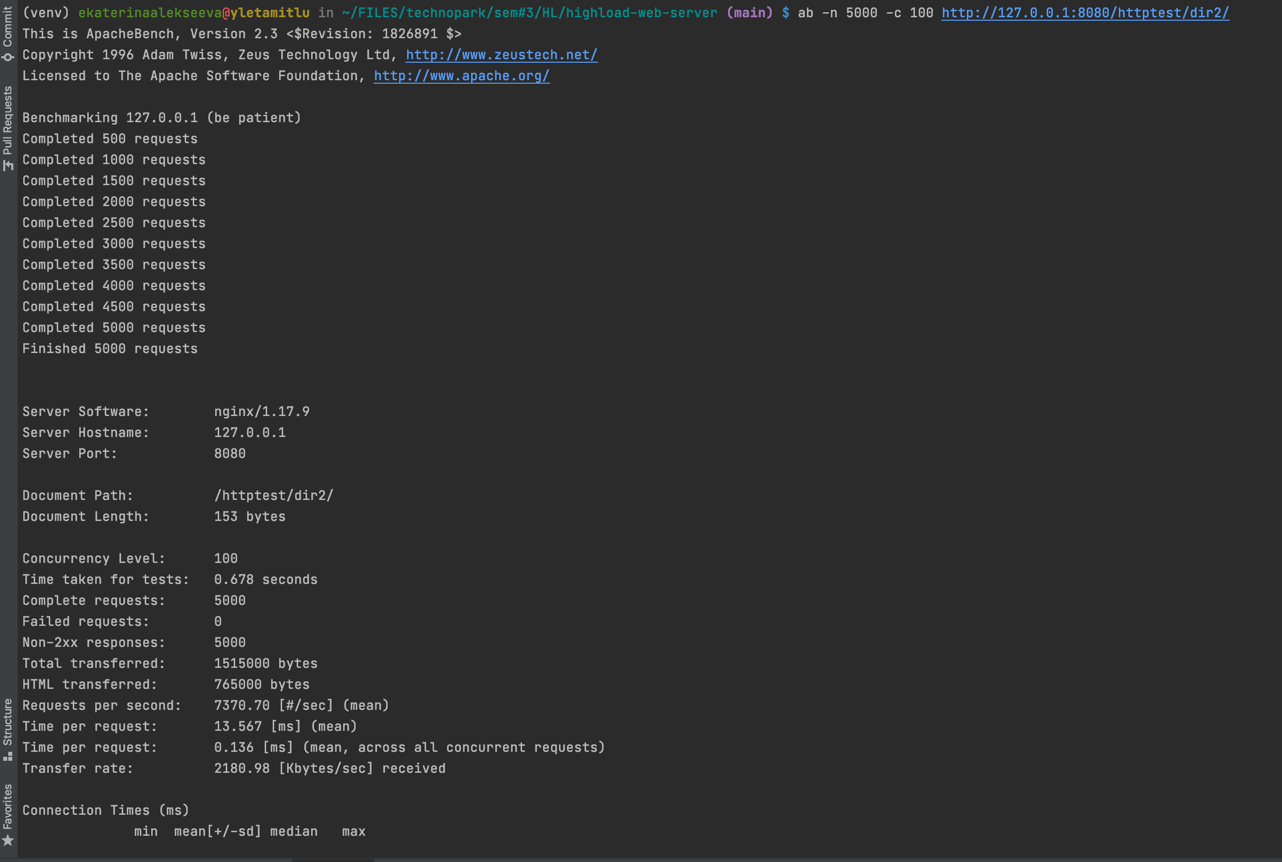 (venv) ekaterinaalekseeva@yletamitlu in ~/FILES/technopark/sem#3/HL/highload-web-server (main) $ ab -n 5000 -c 100 http://127.0.0.1:8080/httptest/dir2/
This is ApacheBench, Version 2.3 <$Revision: 1826891 $>
Copyright 1996 Adam Twiss, Zeus Technology Ltd, http://www.zeustech.net/
Licensed to The Apache Software Foundation, http://www.apache.org/

Benchmarking 127.0.0.1 (be patient)
Completed 500 requests
Completed 1000 requests
Completed 1500 requests
Completed 2000 requests
Completed 2500 requests
Completed 3000 requests
Completed 3500 requests
Completed 4000 requests
Completed 4500 requests
Completed 5000 requests
Finished 5000 requests

Server Software:        nginx/1.17.9
Server Hostname:        127.0.0.1
Server Port:            8080

Document Path:          /httptest/dir2/
Document Length:        153 bytes

Concurrency Level:      100
Time taken for tests:   0.678 seconds
Complete requests:      5000
Failed requests:        0
Non-2xx responses:      5000
Total transferred:      1515000 bytes
HTML transferred:       765000 bytes
Requests per second:    7370.70 [#/sec] (mean)
Time per request:       13.567 [ms] (mean)
Time per request:       0.136 [ms] (mean, across all concurrent requests)
Transfer rate:          2180.98 [Kbytes/sec] received

Connection Times (ms)
              min  mean[+/-sd] median   max
Commit
Pull Requests
Structure
Favorites